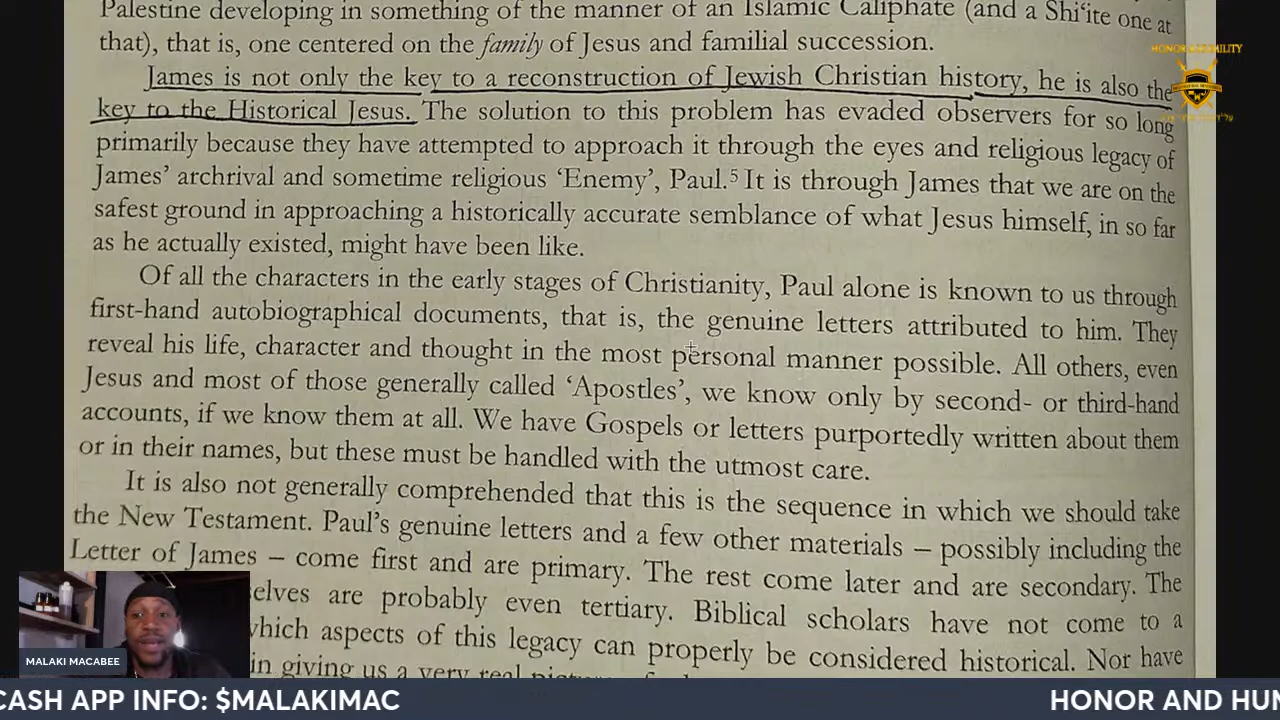 Palestine developing in something of the manner of an Islamic Caliphate (and a Shi‘ite one at
that), that is, one centered on the family of Jesus and familial succession.
James is not only the key to a reconstruction of Jewish Christian history, he is also the
key to the Historical Jesus. The solution to this problem has evaded observers for so long
primarily because they have attempted to approach it through the eyes and religious legacy of
James’ archrival and sometime religious ‘Enemy’, Paul.⁵ It is through James that we are on the
safest ground in approaching a historically accurate semblance of what Jesus himself, in so far
as he actually existed, might have been like.
Of all the characters in the early stages of Christianity, Paul alone is known to us through
first-hand autobiographical documents, that is, the genuine letters attributed to him. They
reveal his life, character and thought in the most personal manner possible. All others, even
Jesus and most of those generally called ‘Apostles’, we know only by second- or third-hand
accounts, if we know them at all. We have Gospels or letters purportedly written about them
or in their names, but these must be handled with the utmost care.
It is also not generally comprehended that this is the sequence in which we should take
the New Testament. Paul’s genuine letters and a few other materials – possibly including the
Letter of James – come first and are primary. The rest come later and are secondary. The
elves are probably even tertiary. Biblical scholars have not come to a
which aspects of this legacy can properly be considered historical. Nor have
in giving us a very real
HONOR AND HUMILITY
MALAKI MACABEE
CASH APP INFO: $MALAKIMAC
HONOR AND HUM